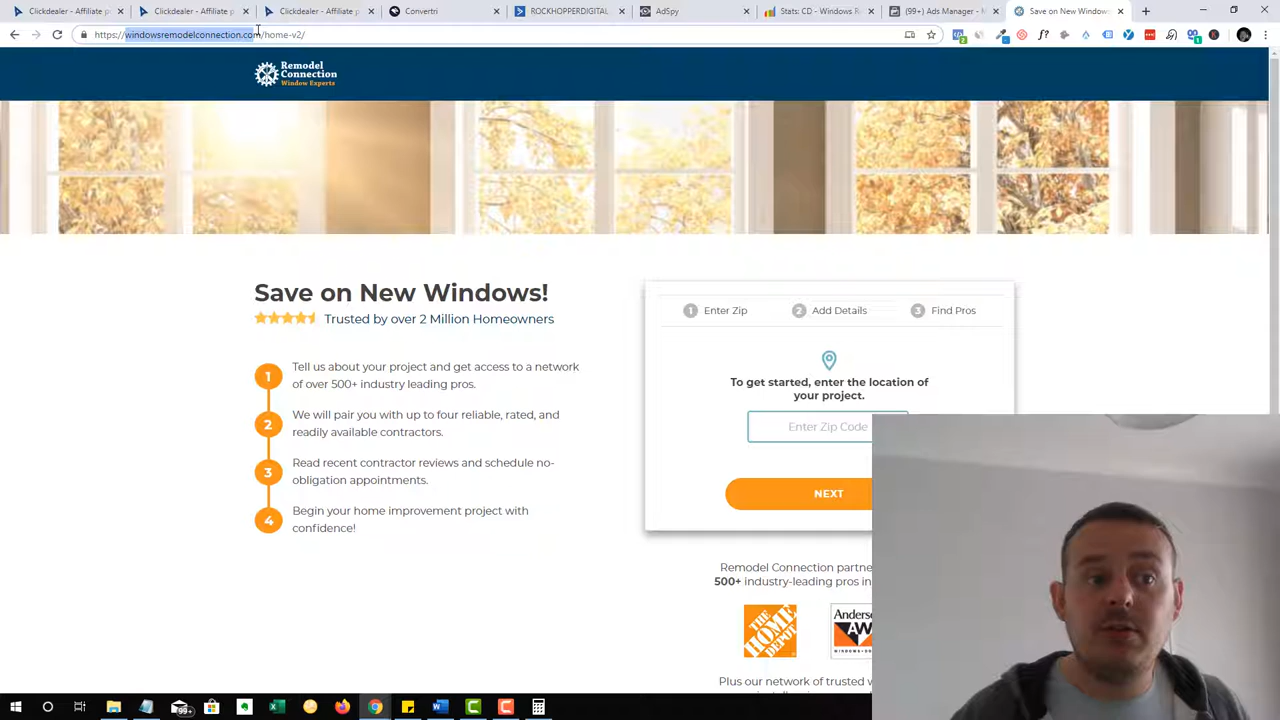 Clickdealer - Affiliate p
Clickdealer - Affiliate p
Clickdealer - Affiliate p
Convertri
ROCKHOPPERDIGITAL
AdSpy
Stats: CD - Windows R
(99+) Ads Manager - M
Save on New Windows
https://windowsremodelconnection.com/home-v2/
Remodel
Connection
Window Experts
Save on New Windows!
Trusted by over 2 Million Homeowners
1
Tell us about your project and get access to a network
of over 500+ industry leading pros.
2
We will pair you with up to four reliable, rated, and
readily available contractors.
3
Read recent contractor reviews and schedule no-
obligation appointments.
4
Begin your home improvement project with
confidence!
1 Enter Zip
2 Add Details
3 Find Pros
To get started, enter the location of
your project.
Enter Zip Code
NEXT
Remodel Connection partne
500+ industry-leading pros in
THE
HOME
DEPOT
Anders
AW
Plus our network of trusted w
99+